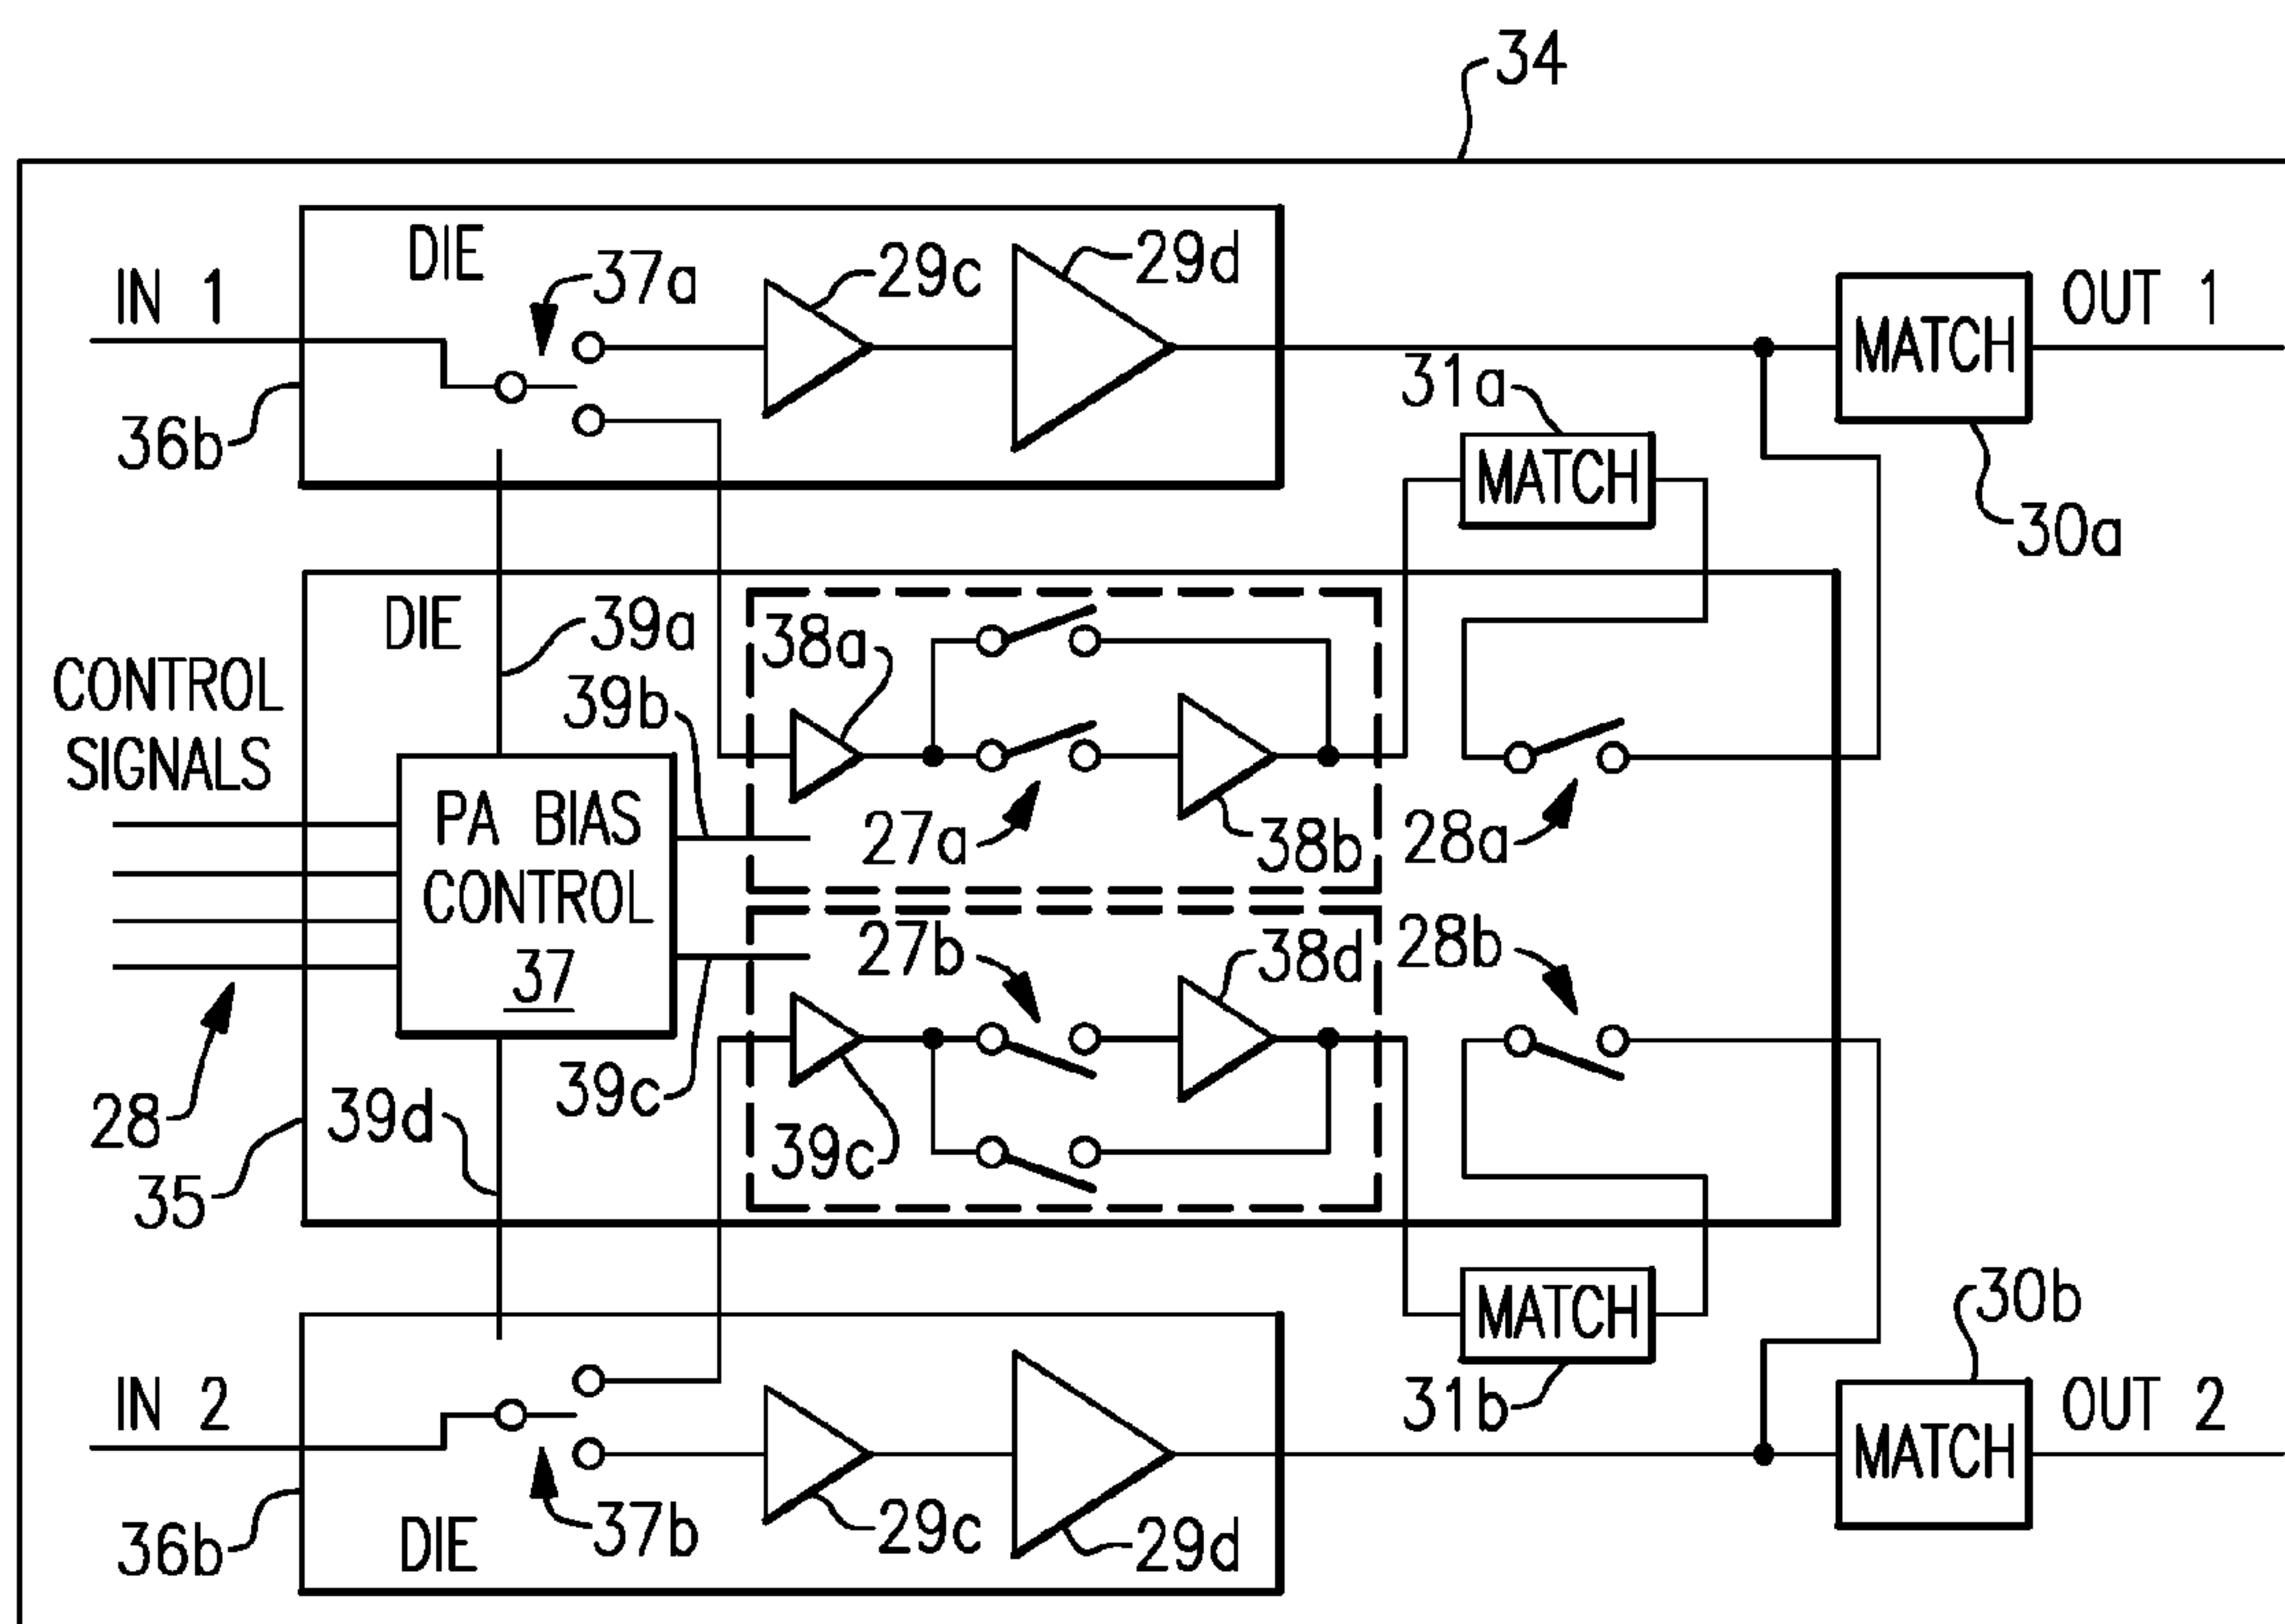 34
DIE
37a
29c
29d
IN 1
OUT 1
MATCH
31a
MATCH
36b
30a
DIE
39a
38a
39b
CONTROL
SIGNALS
PA BIAS
CONTROL
37
27a
38b
28a
27b
38d
28b
39c
39c
28
39d
35
MATCH
30b
31b
IN 2
OUT 2
MATCH
36b
DIE
37b
29c
29d